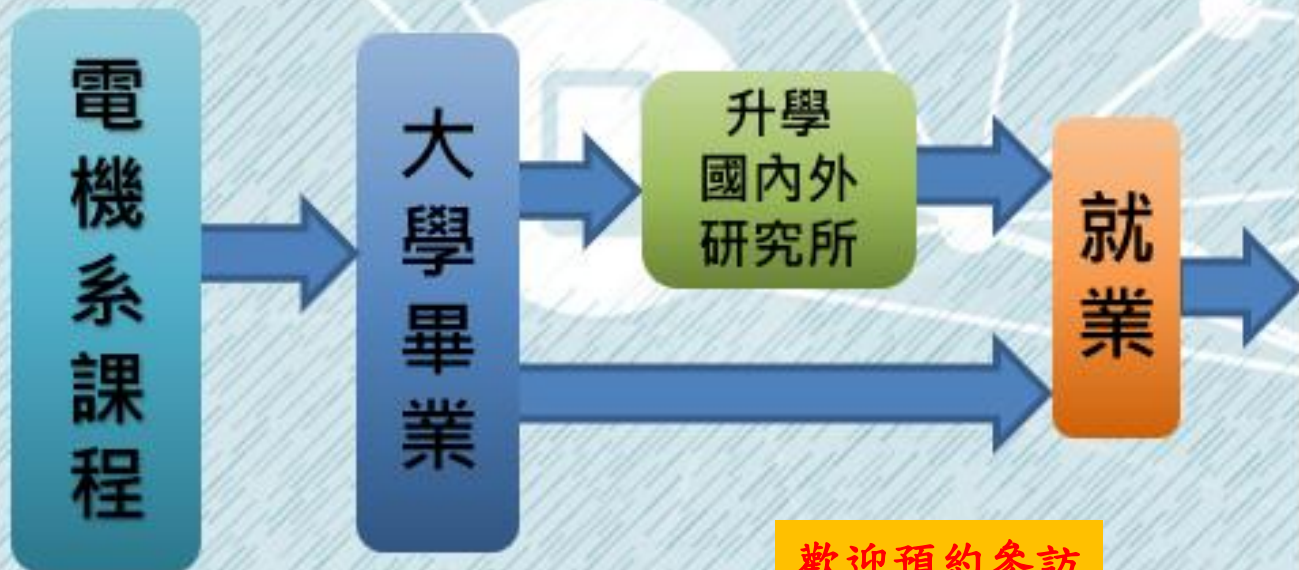 電機系課程
大學畢業
升學
國內外
研究所
就業
歡迎預約參訪